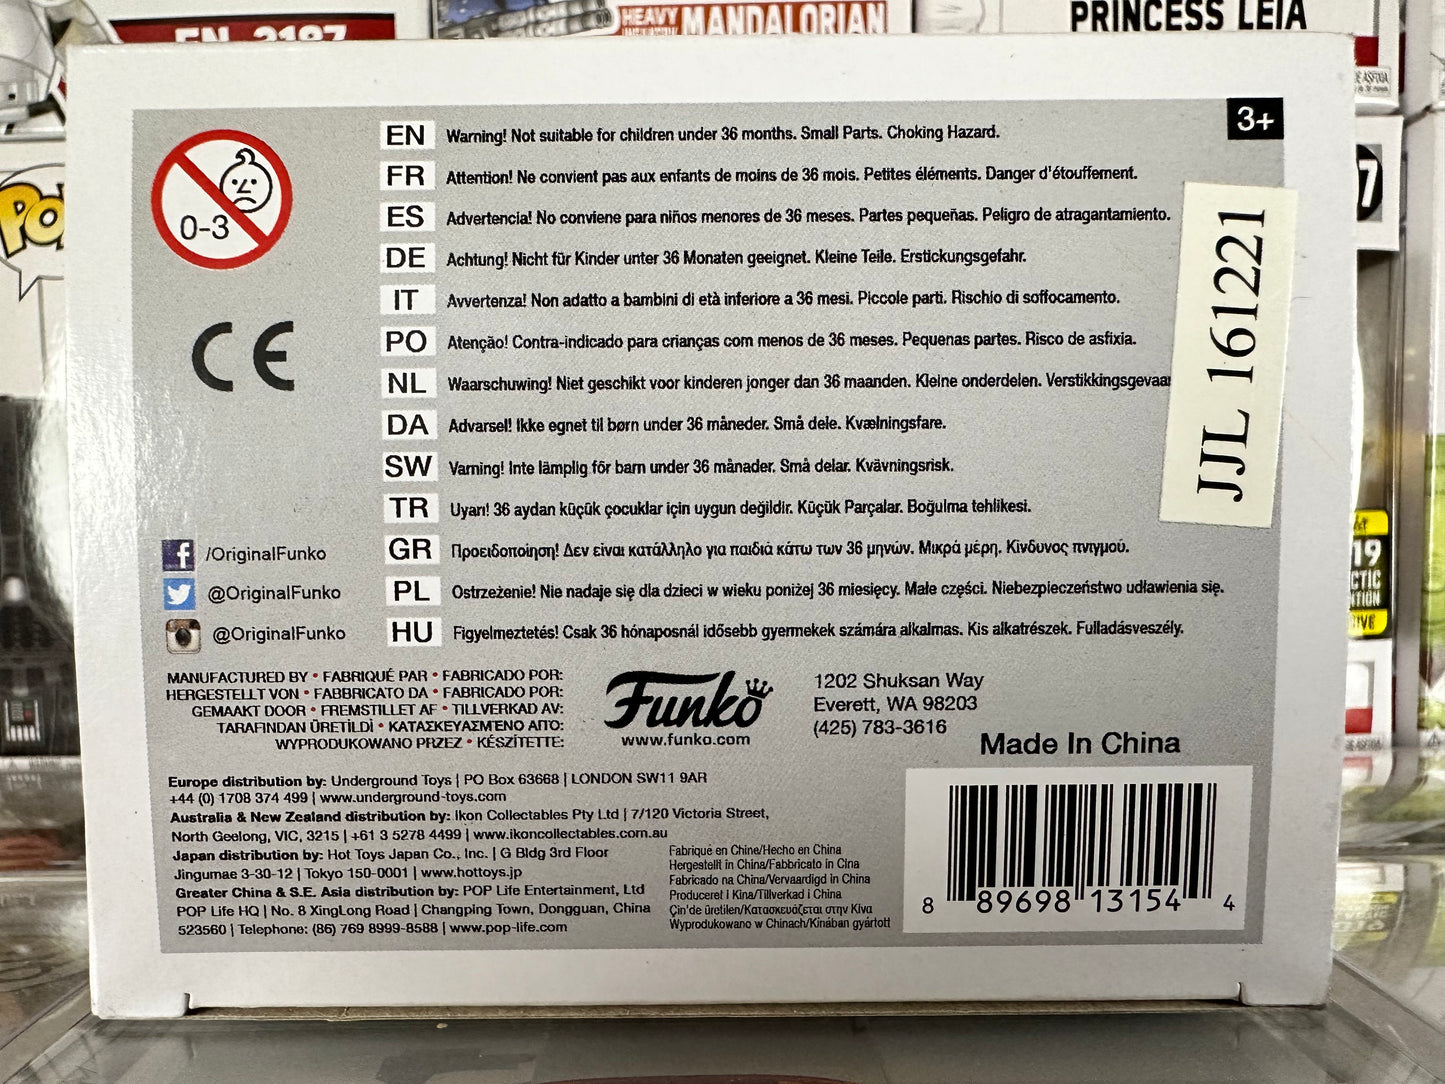 HEAVY
MANDALORIAN
PRINCESS LEIA
3+
0-3
EN Warning! Not suitable for children under 36 months. Small Parts. Choking Hazard.
FR Attention! Ne convient pas aux enfants de moins de 36 mois. Petites éléments. Danger d'étouffement.
ES Advertencia! No conviene para niños menores de 36 meses. Partes pequeñas. Peligro de atragantamiento.
DE Achtung! Nicht für Kinder unter 36 Monaten geeignet. Kleine Teile. Erstickungsgefahr.
IT Avvertenza! Non adatto a bambini di età inferiore a 36 mesi. Piccole parti. Rischio di soffocamento.
PO Atenção! Contra-indicado para crianças com menos de 36 meses. Pequenas partes. Risco de asfixia.
NL Waarschuwing! Niet geschikt voor kinderen jonger dan 36 maanden. Kleine onderdelen. Verstikkingsgevaar
DA Advarsel! Ikke egnet til børn under 36 måneder. Små dele. Kvælningsfare.
SW Varning! Inte lämplig för barn under 36 månader. Små delar. Kvävningsrisk.
TR Uyarı! 36 aydan küçük çocuklar için uygun değildir. Küçük Parçalar. Boğulma tehlikesi.
GR Προειδοποίηση! Δεν είναι κατάλληλο για παιδιά κάτω των 36 μηνών. Μικρά μέρη. Κίνδυνος πνιγμού.
PL Ostrzeżenie! Nie nadaje się dla dzieci w wieku poniżej 36 miesięcy. Małe części. Niebezpieczeństwo udławienia się.
HU Figyelmeztetés! Csak 36 hónaposnál idősebb gyermekek számára alkalmas. Kis alkatrészek. Fulladásveszély.
JJL 161221
CE
/OriginalFunko
@OriginalFunko
@OriginalFunko
MANUFACTURED BY • FABRIQUÉ PAR • FABRICADO POR:
HERGESTELLT VON • FABBRICATO DA • FABRICADO POR:
GEMAAKT DOOR • FREMSTILLET AF • TILLVERKAD AV:
TARAFINDAN ÜRETİLDİ • ΚΑΤΑΣΚΕΥΑΣΜΈΝΟ ΑΠΌ:
WYPRODUKOWANO PRZEZ • KÉSZÍTETTE:
Funko
www.funko.com
1202 Shuksan Way
Everett, WA 98203
(425) 783-3616
Made In China
Europe distribution by: Underground Toys | PO Box 63668 | LONDON SW11 9AR
+44 (0) 1708 374 499 | www.underground-toys.com
Australia & New Zealand distribution by: Ikon Collectables Pty Ltd | 7/120 Victoria Street,
North Geelong, VIC, 3215 | +61 3 5278 4499 | www.ikoncollectables.com.au
Japan distribution by: Hot Toys Japan Co., Inc. | G Bldg 3rd Floor
Jingumae 3-30-12 | Tokyo 150-0001 | www.hottoys.jp
Greater China & S.E. Asia distribution by: POP Life Entertainment, Ltd
POP Life HQ | No. 8 XingLong Road | Changping Town, Dongguan, China
523560 | Telephone: (86) 769 8999-8588 | www.pop-life.com
Fabriqué en Chine/Hecho en China
Hergestellt in China/Fabbricato in Cina
Fabricado na China/Vervaardigd in China
Produceret I Kina/Tillverkad i China
Çin'de üretilen/Κατασκευάζεται στην Κίνα
Wyprodukowano w Chinach/Kínában gyártott
8 89698 13154 4